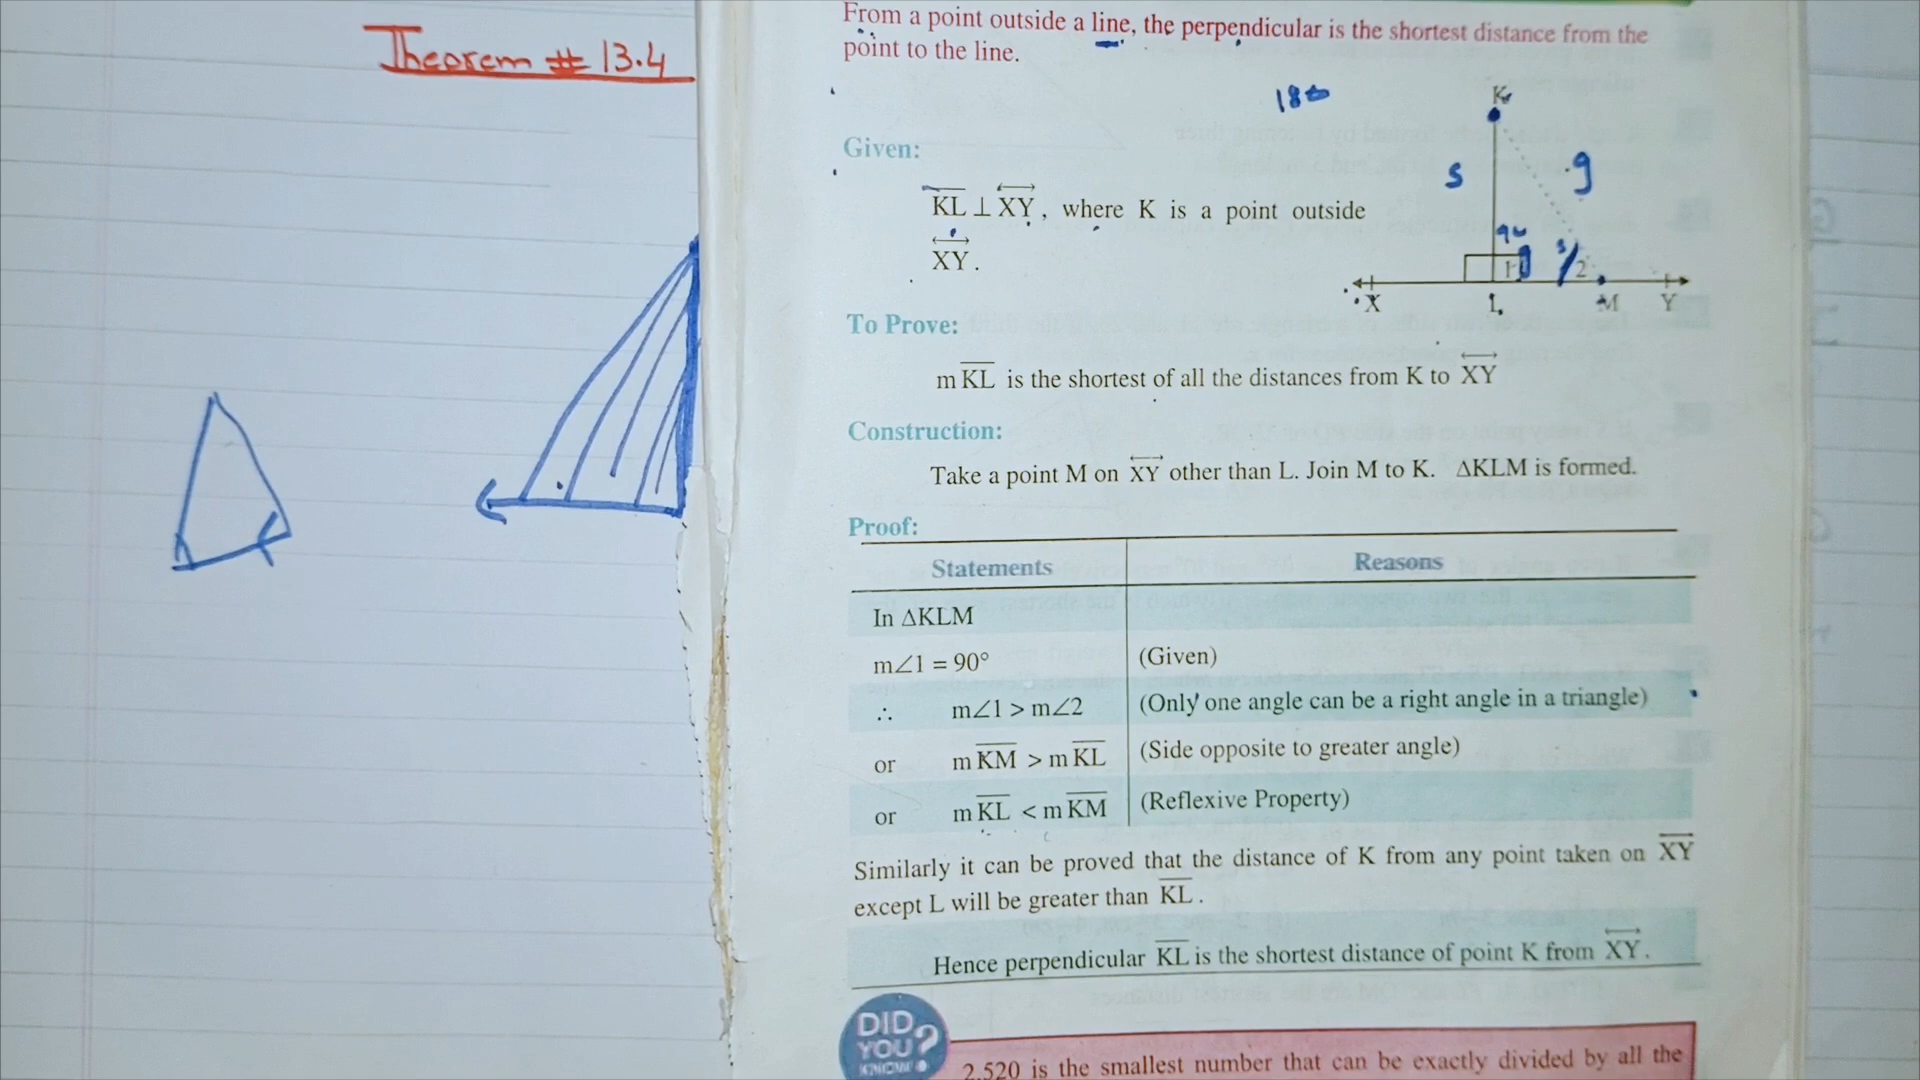 Theorem # 13.4
From a point outside a line, the perpendicular is the shortest distance from the
point to the line.
180
K
Given:
s
g
KL ⊥ XY, where K is a point outside
XY.
90
1
2
X
L
M
Y
To Prove:
mKL is the shortest of all the distances from K to XY
Construction:
Take a point M on XY other than L. Join M to K. ΔKLM is formed.
Proof:
Statements Reasons
In ΔKLM
m∠1 = 90° (Given)
∴ m∠1 > m∠2 (Only one angle can be a right angle in a triangle)
or mKM > mKL (Side opposite to greater angle)
or mKL < mKM (Reflexive Property)
Similarly it can be proved that the distance of K from any point taken on XY
except L will be greater than KL.
Hence perpendicular KL is the shortest distance of point K from XY.
DID
YOU
KNOW?
2,520 is the smallest number that can be exactly divided by all the